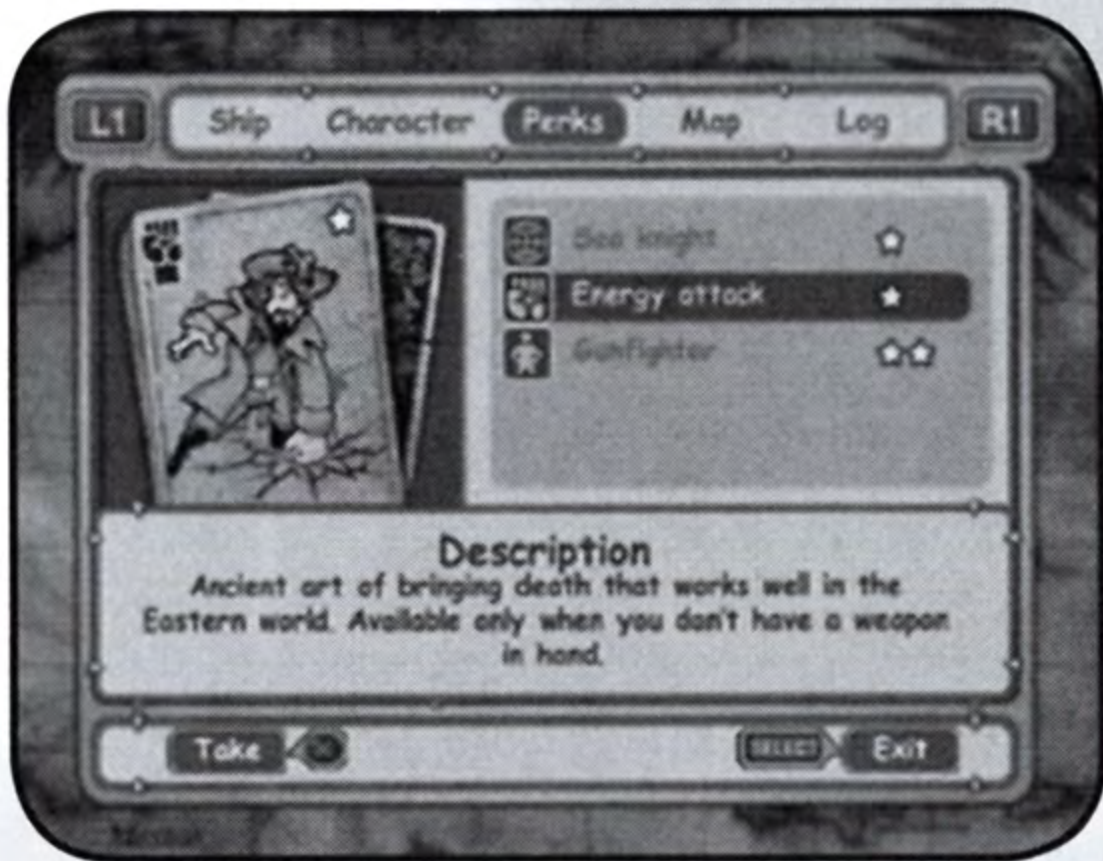 L1 Ship Character Perks Map Log R1
Sea knight
Energy attack
Gunfighter
Description
Ancient art of bringing death that works well in the
Eastern world. Available only when you don't have a weapon
in hand.
Take SELECT Exit